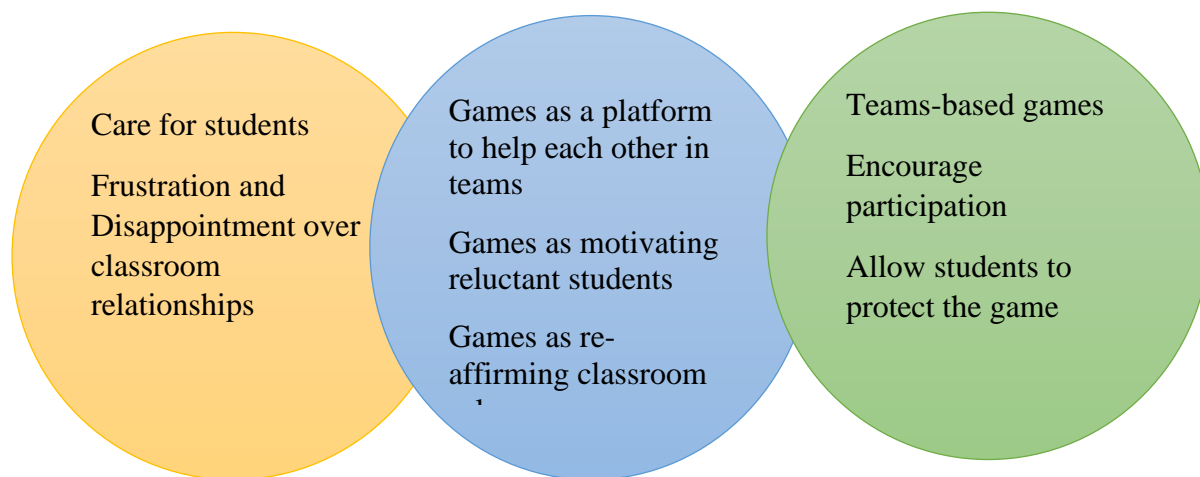 Care for students
Frustration and
Disappointment over
classroom
relationships
Games as a platform
to help each other in
teams
Games as motivating
reluctant students
Games as re-
affirming classroom
Teams-based games
Encourage
participation
Allow students to
protect the game